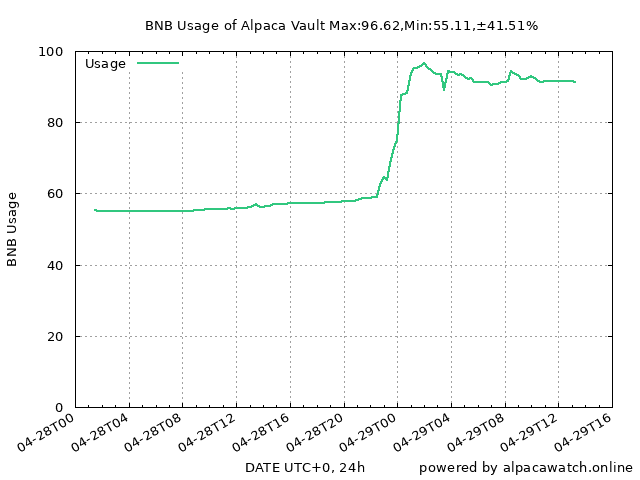 BNB Usage of Alpaca Vault Max:96.62,Min:55.11,±41.51%
Usage
100
80
60
40
20
0
BNB Usage
04-28T00
04-28T04
04-28T08
04-28T12
04-28T16
04-28T20
04-29T00
04-29T04
04-29T08
04-29T12
04-29T16
DATE UTC+0, 24h
powered by alpacawatch.online